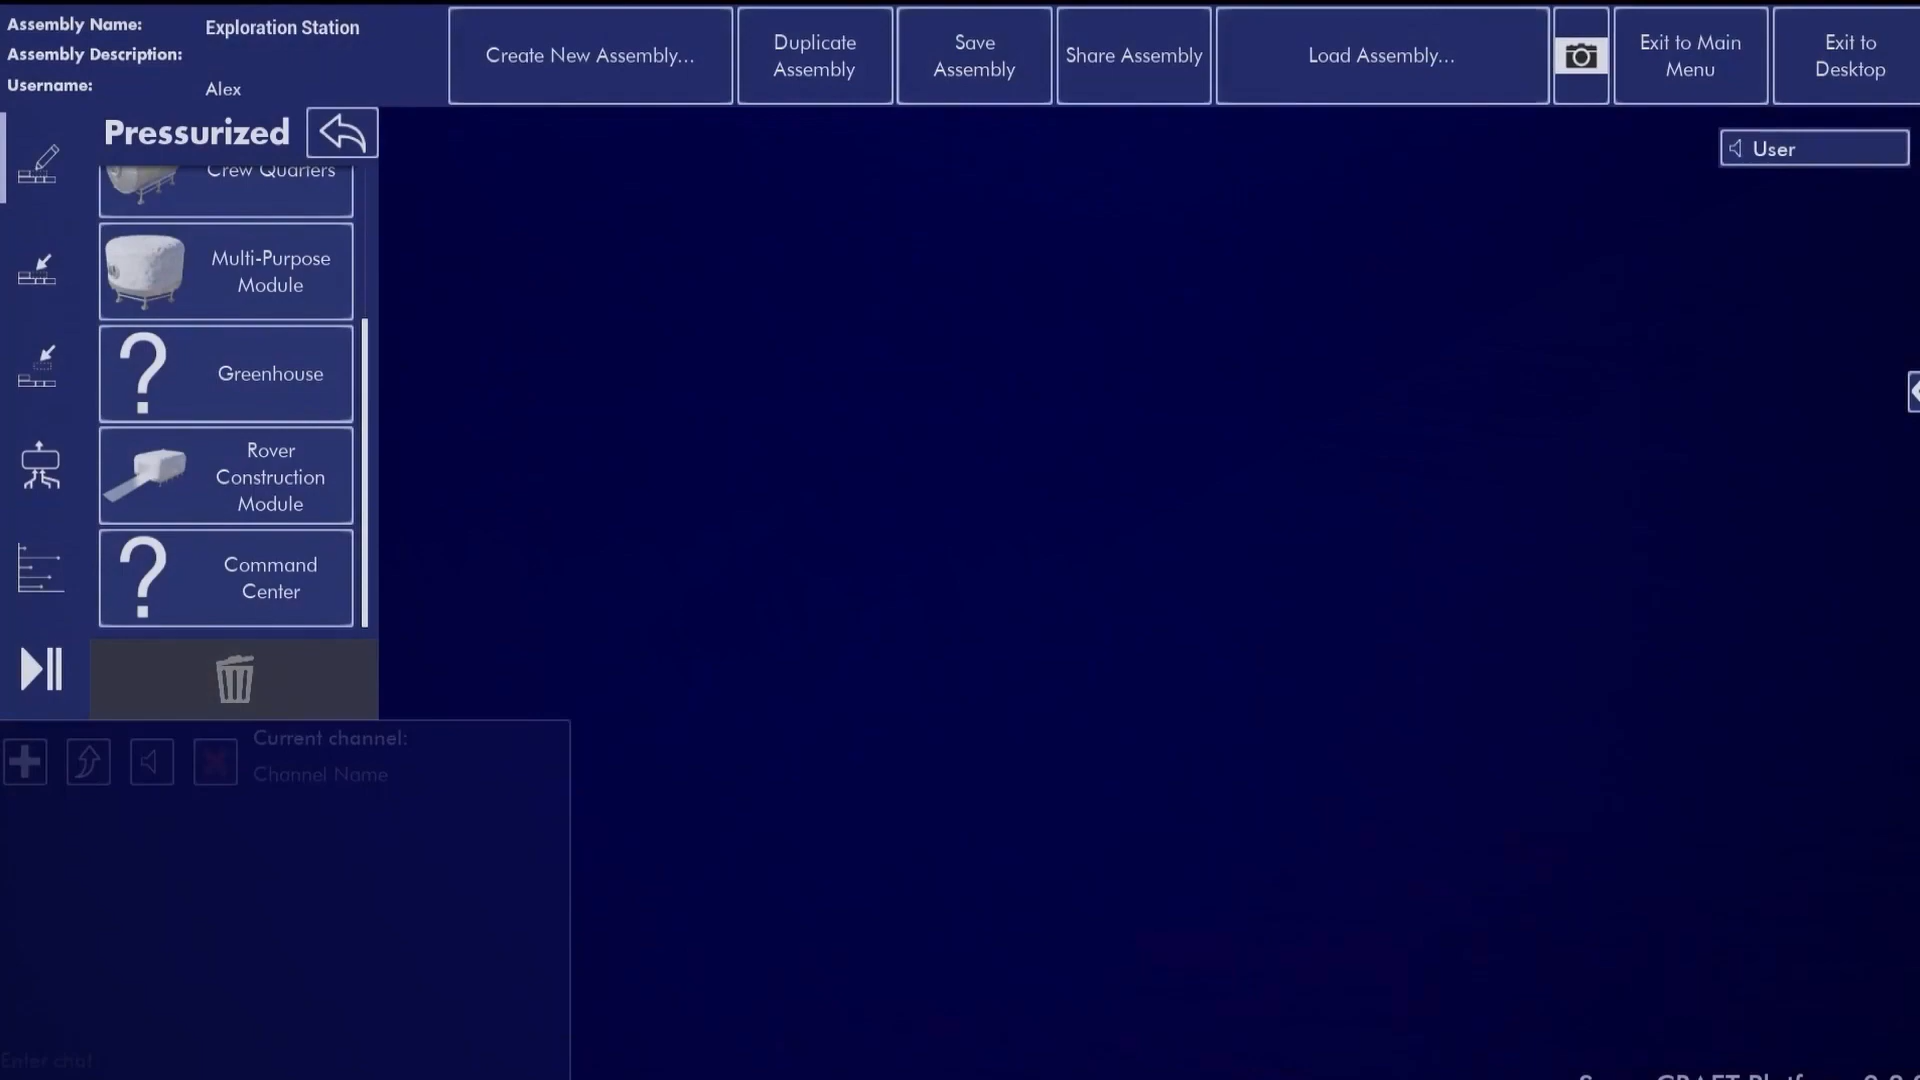 Assembly Name: Exploration Station
Assembly Description:
Username: Alex
Create New Assembly...
Duplicate
Assembly
Save
Assembly
Share Assembly
Load Assembly...
Exit to Main
Menu
Exit to
Desktop
Pressurized
User
Crew Quarters
Multi-Purpose
Module
Greenhouse
Rover
Construction
Module
Command
Center
Current channel:
Channel Name
Enter chat